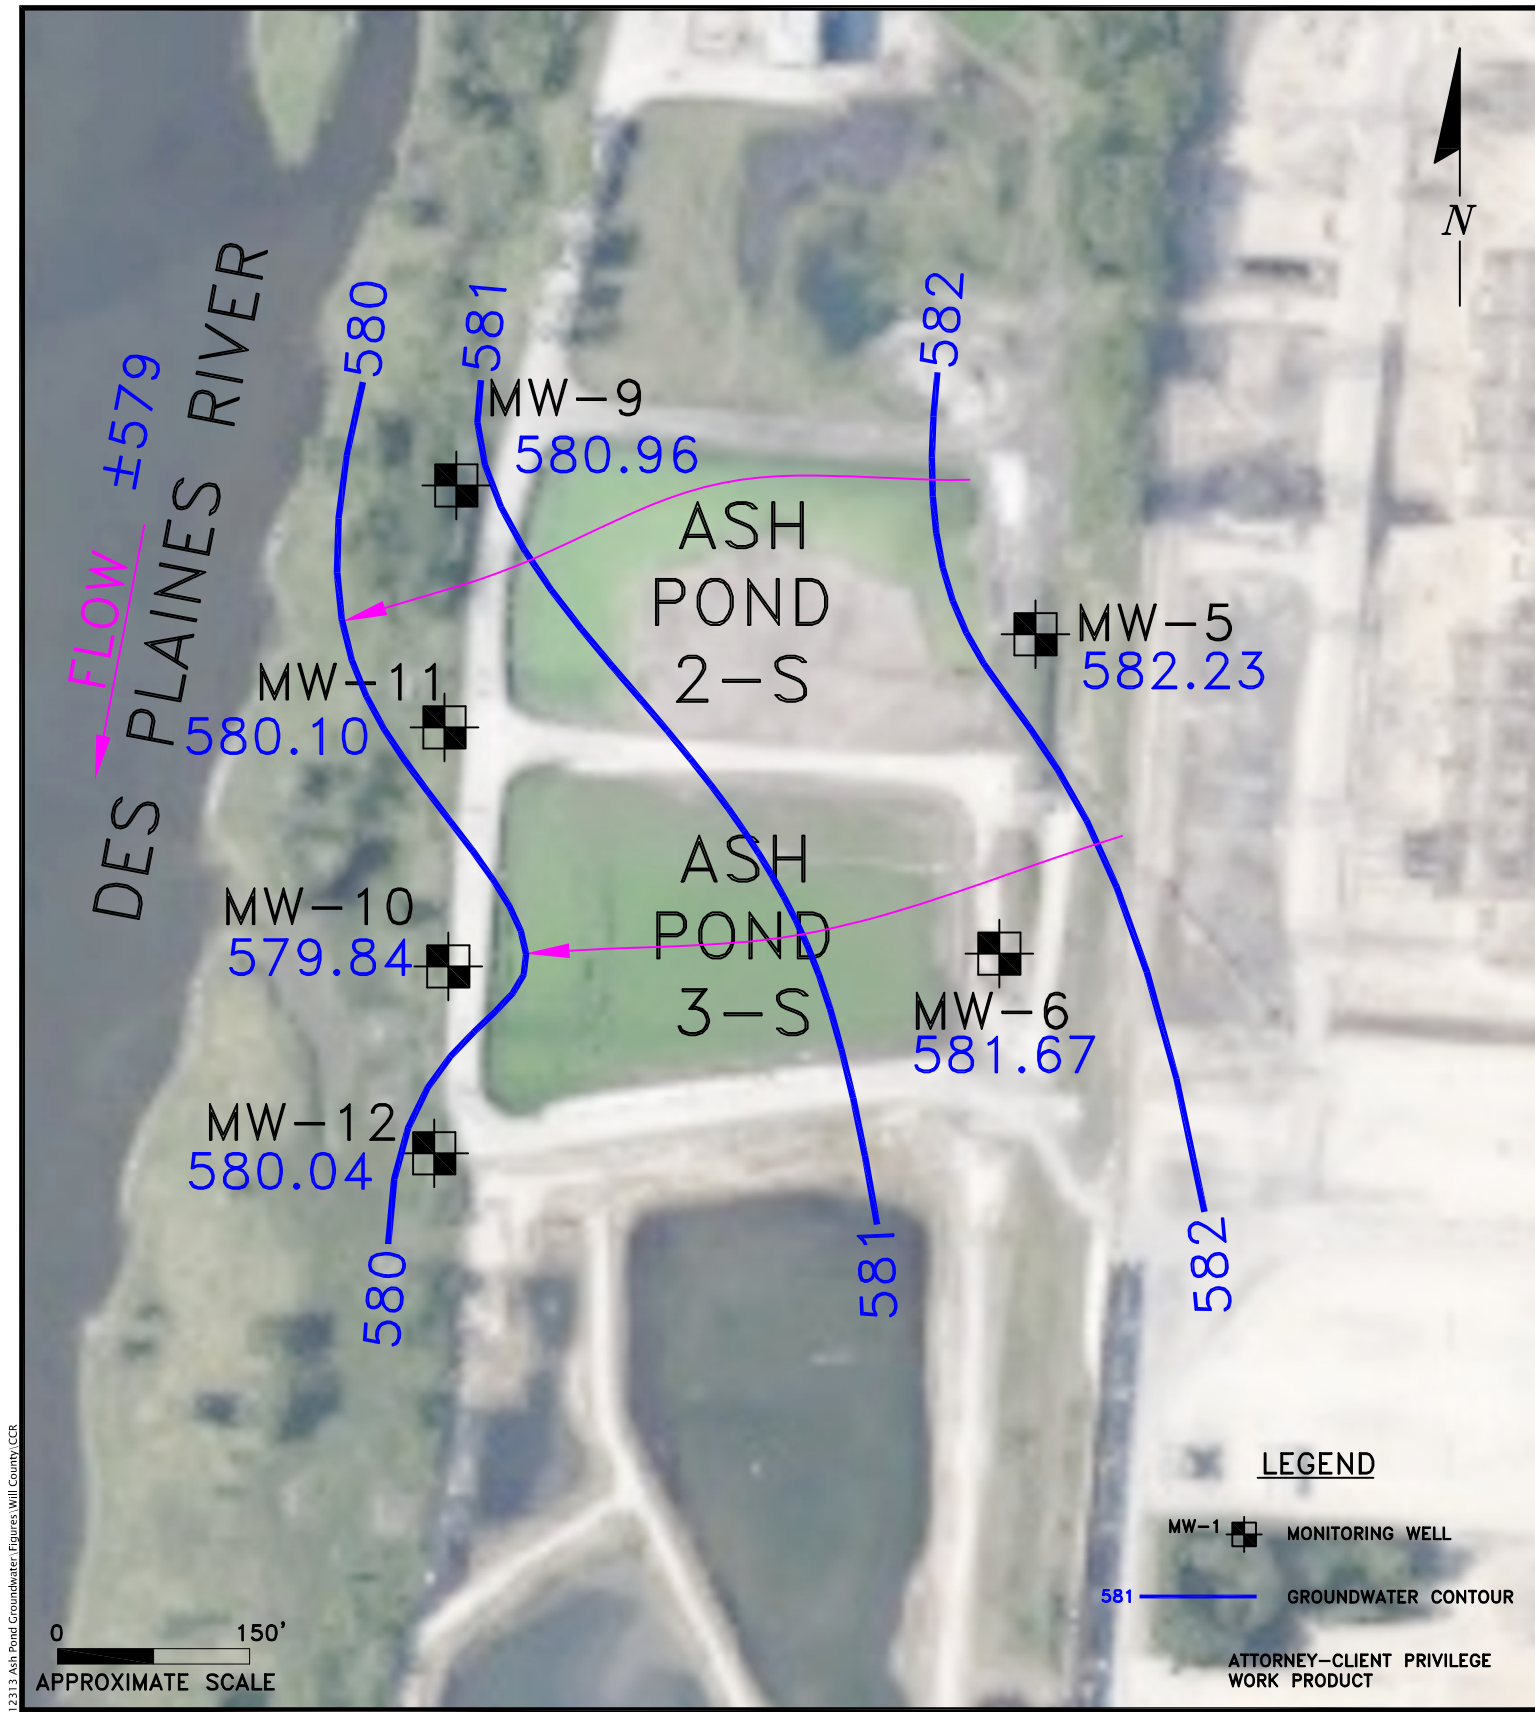 N
580
581
582
±579
DES PLAINES RIVER
FLOW
MW-9
580.96
ASH
POND
2-S
MW-5
582.23
MW-11
580.10
ASH
POND
3-S
MW-10
579.84
MW-6
581.67
MW-12
580.04
580
581
582
LEGEND
MW-1 MONITORING WELL
581 GROUNDWATER CONTOUR
0 150'
APPROXIMATE SCALE
ATTORNEY-CLIENT PRIVILEGE
WORK PRODUCT
12313 Ash Pond Groundwater\Figures\Will County\CCR